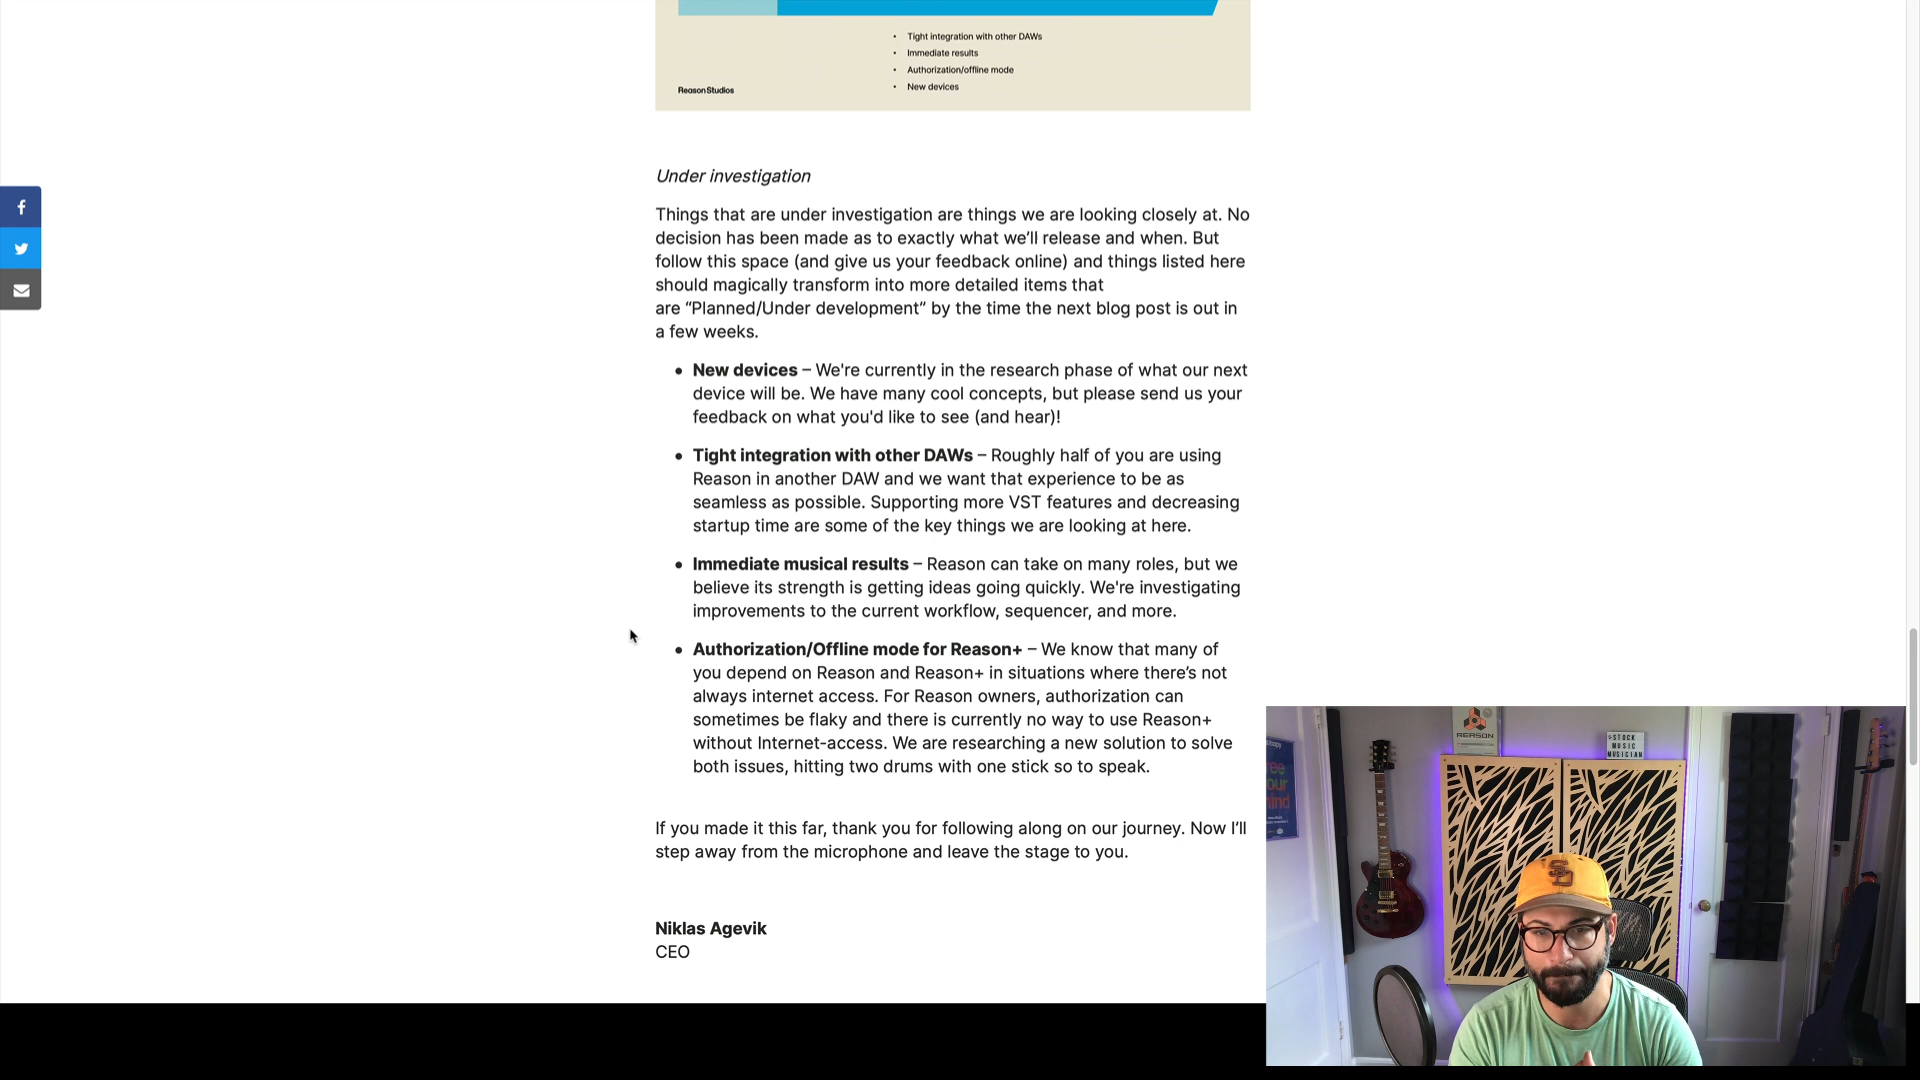 • Tight integration with other DAWs
• Immediate results
• Authorization/offline mode
• New devices
ReasonStudios
Under investigation
Things that are under investigation are things we are looking closely at. No
decision has been made as to exactly what we’ll release and when. But
follow this space (and give us your feedback online) and things listed here
should magically transform into more detailed items that
are “Planned/Under development” by the time the next blog post is out in
a few weeks.
• New devices – We're currently in the research phase of what our next
device will be. We have many cool concepts, but please send us your
feedback on what you'd like to see (and hear)!
• Tight integration with other DAWs – Roughly half of you are using
Reason in another DAW and we want that experience to be as
seamless as possible. Supporting more VST features and decreasing
startup time are some of the key things we are looking at here.
• Immediate musical results – Reason can take on many roles, but we
believe its strength is getting ideas going quickly. We're investigating
improvements to the current workflow, sequencer, and more.
• Authorization/Offline mode for Reason+ – We know that many of
you depend on Reason and Reason+ in situations where there’s not
always internet access. For Reason owners, authorization can
sometimes be flaky and there is currently no way to use Reason+
without Internet-access. We are researching a new solution to solve
both issues, hitting two drums with one stick so to speak.
If you made it this far, thank you for following along on our journey. Now I’ll
step away from the microphone and leave the stage to you.
Niklas Agevik
CEO
REASON
STOCK
MUSIC
MUSICIAN
SD